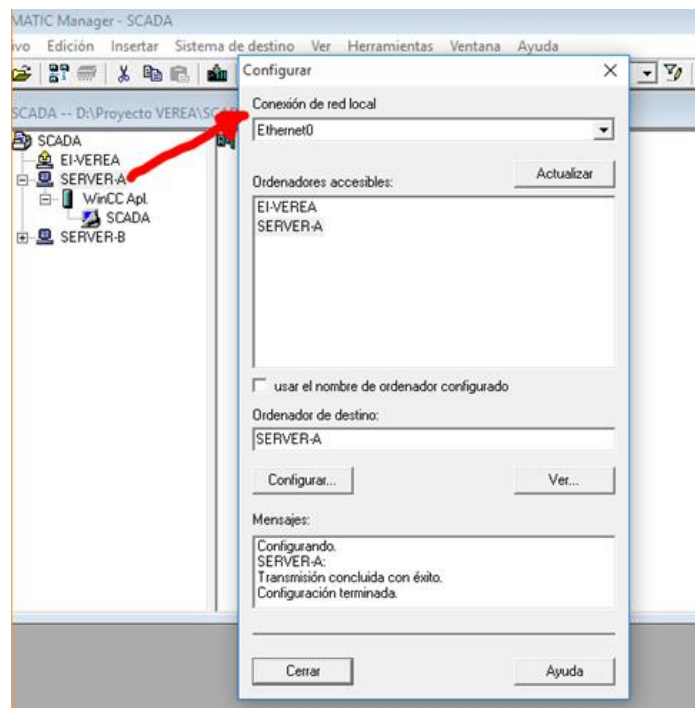 MATIC Manager - SCADA
ivo Edición Insertar Sistema de destino Ver Herramientas Ventana Ayuda
SCADA -- D:\Proyecto VEREA\SCAD
SCADA
EI-VEREA
SERVER-A
WinCC Apl.
SCADA
SERVER-B
Configurar
Conexión de red local
Ethernet0
Actualizar
Ordenadores accesibles:
EI-VEREA
SERVER-A
usar el nombre de ordenador configurado
Ordenador de destino:
SERVER-A
Configurar...
Ver...
Mensajes:
Configurando.
SERVER-A:
Transmisión concluida con éxito.
Configuración terminada.
Cerrar
Ayuda